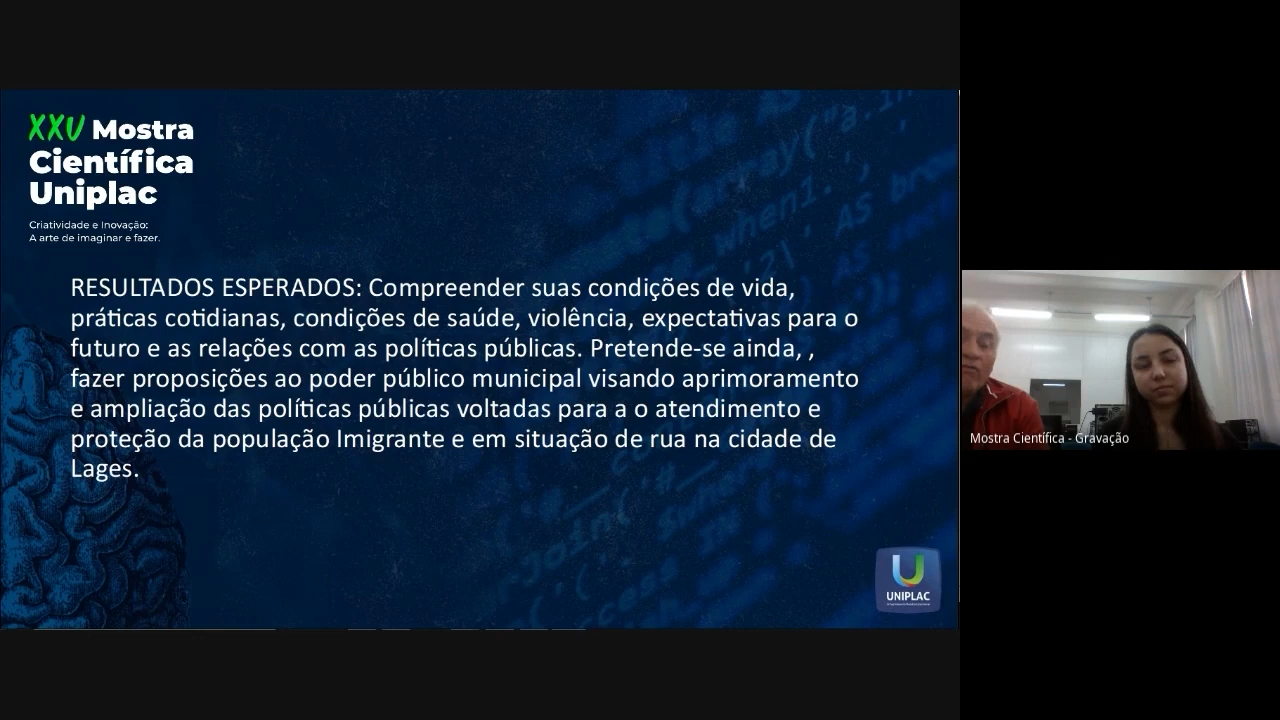 XXV Mostra
Científica
Uniplac
Criatividade e Inovação:
A arte de imaginar e fazer.
RESULTADOS ESPERADOS: Compreender suas condições de vida,
práticas cotidianas, condições de saúde, violência, expectativas para o
futuro e as relações com as políticas públicas. Pretende-se ainda, ,
fazer proposições ao poder público municipal visando aprimoramento
e ampliação das políticas públicas voltadas para a o atendimento e
proteção da população Imigrante e em situação de rua na cidade de
Lages.
UNIPLAC
Mostra Científica - Gravação